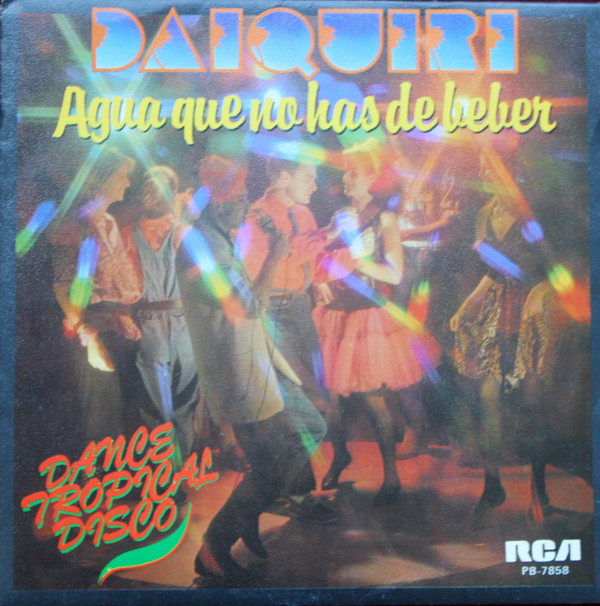 DAIQUIRI
Agua que no has de beber
DANCE
TROPICAL
DISCO
RCA
PB-7858